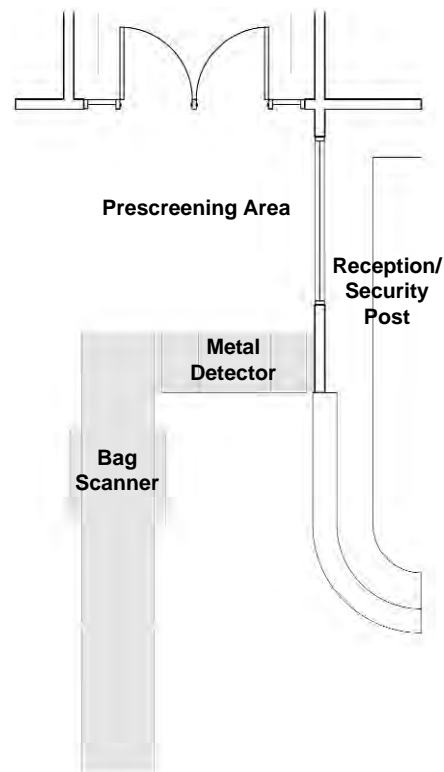 Prescreening Area
Reception/
Security
Post
Metal
Detector
Bag
Scanner